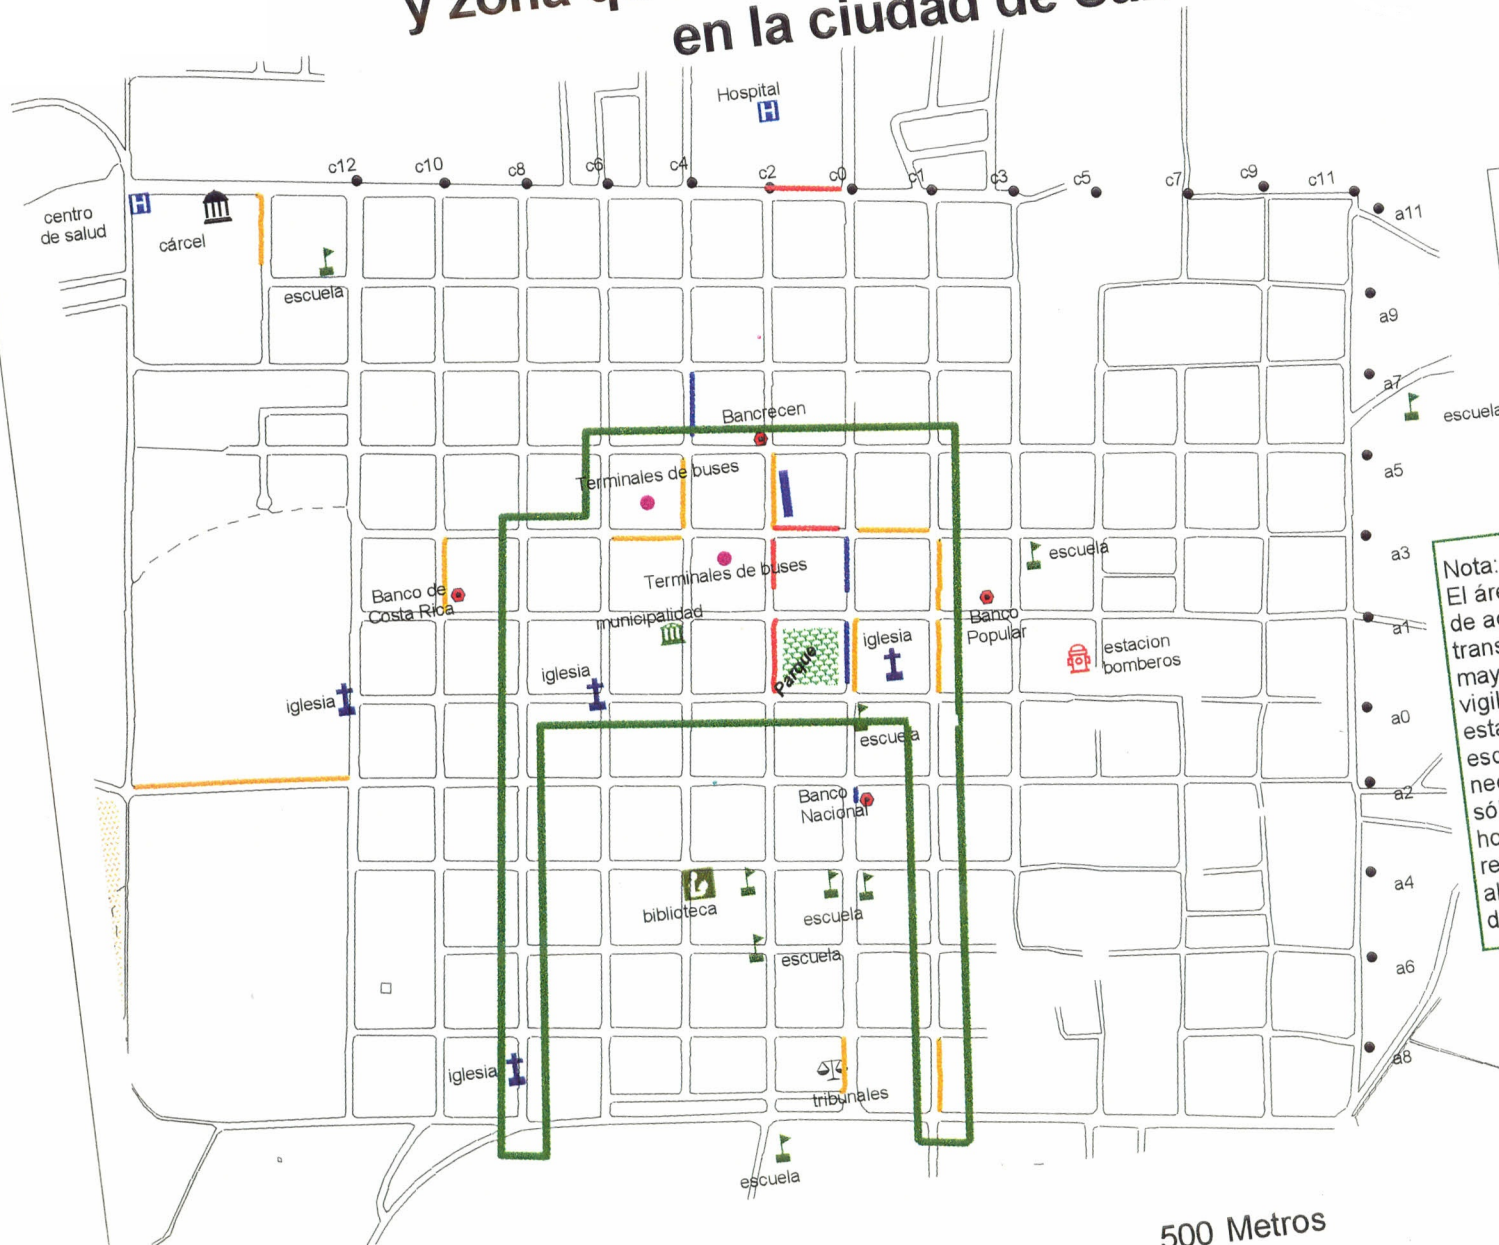 y zona
en la ciudad de
Hospital
c12
c10
c8
c6
c4
c2
c0
c1
c3
c5
c7
c9
c11
a11
centro
de salud
cárcel
escuela
a9
a7
escuela
Bancrecen
Terminales de buses
a5
Terminales de buses
escuela
a3
Banco de
Costa Rica
municipalidad
Banco
Popular
a1
iglesia
Parque
estacion
bomberos
iglesia
iglesia
escuela
a0
Banco
Nacional
a2
biblioteca
escuela
a4
escuela
a6
iglesia
tribunales
a8
escuela
500 Metros
Nota:
El
de